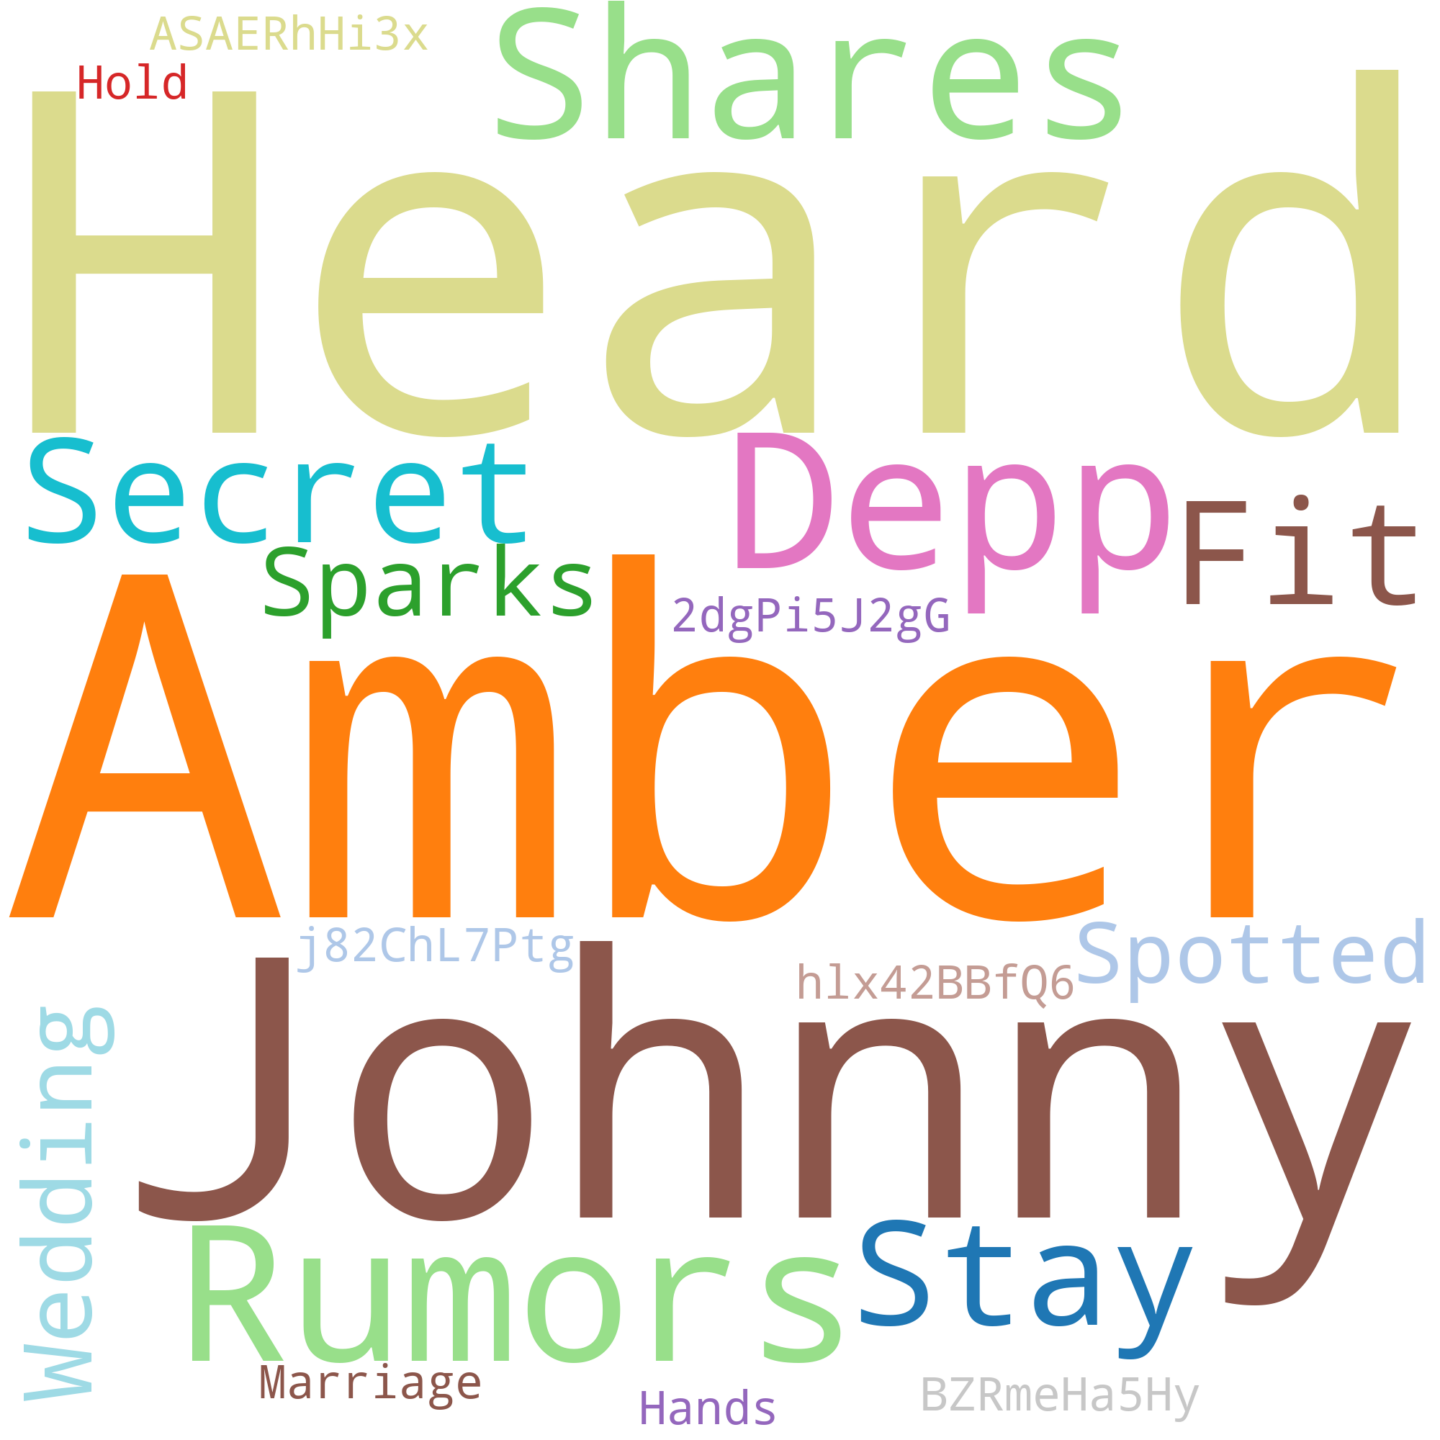 ASAERhHi3x
Shares
Hold
Heard
Secret
Depp
Fit
Sparks
2dgPi5J2gG
Amber
j82ChL7Ptg
Spotted
hlx42BBfQ6
Johnny
Wedding
Rumors
Stay
Marriage
Hands
BZRmeHa5Hy